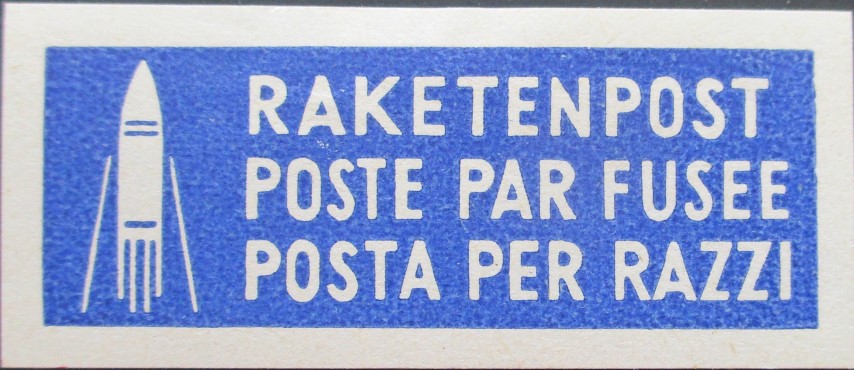 RAKETENPOST
POSTE PAR FUSEE
POSTA PER RAZZI